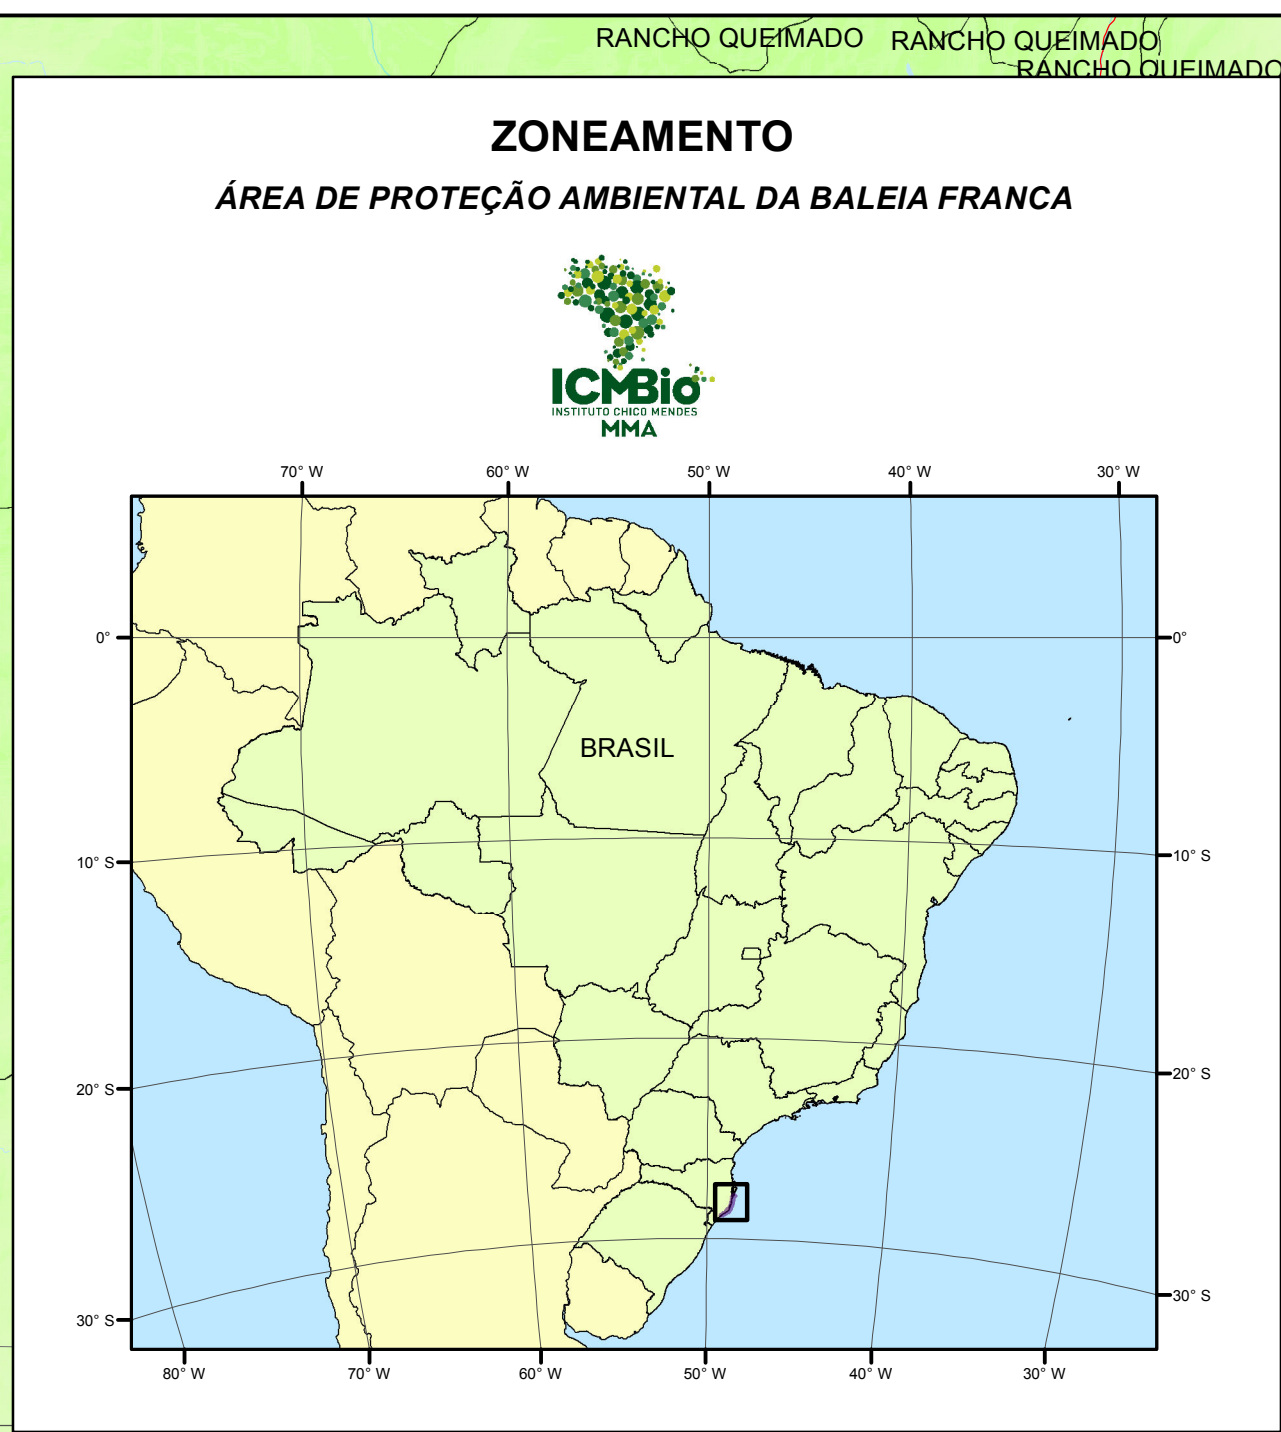 RANCHO QUEIMADO RANCHO QUEIMADO
RANCHO QUEIMADO
ZONEAMENTO
ÁREA DE PROTEÇÃO AMBIENTAL DA BALEIA FRANCA
ICMBio
INSTITUTO CHICO MENDES
MMA
70° W 60° W 50° W 40° W 30° W
0° 0°
BRASIL
10° S 10° S
20° S 20° S
30° S 30° S
80° W 70° W 60° W 50° W 40° W 30° W